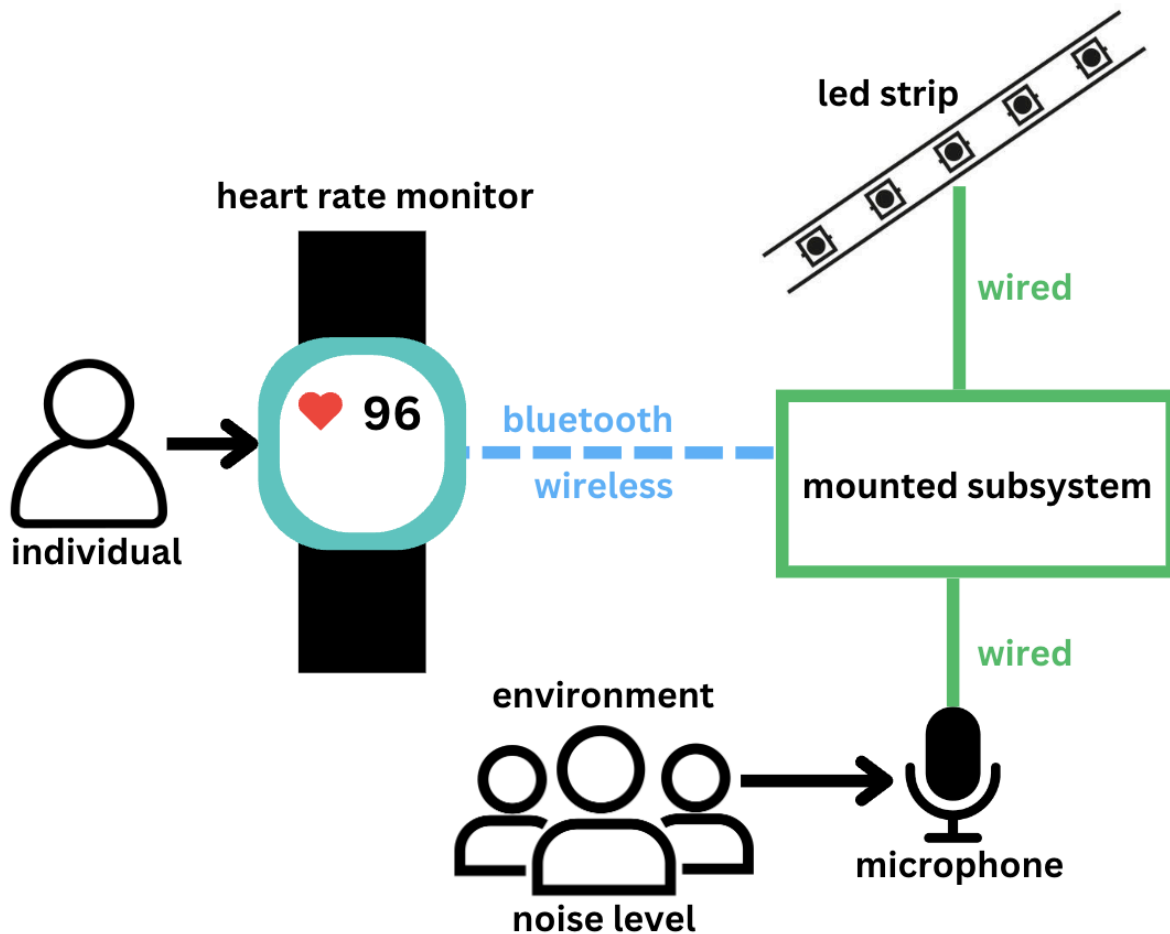 led strip
heart rate monitor
wired
96
bluetooth
wireless
mounted subsystem
individual
wired
environment
microphone
noise level